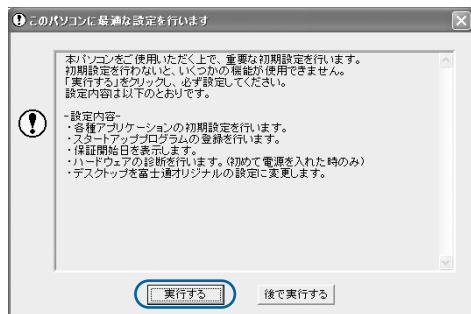 このパソコンに最適な設定を行います
本パソコンをご使用いただく上で、重要な初期設定を行います。
初期設定を行わないと、いくつかの機能が使用できません。
「実行する」をクリックし、必ず設定してください。
設定内容は以下のとおりです。
-設定内容-
・各種アプリケーションの初期設定を行います。
・スタートアッププログラムの登録を行います。
・保証開始日を表示します。
・ハードウェアの診断を行います。(初めて電源を入れた時のみ)
・デスクトップを富士通オリジナルの設定に変更します。
実行する
後で実行する